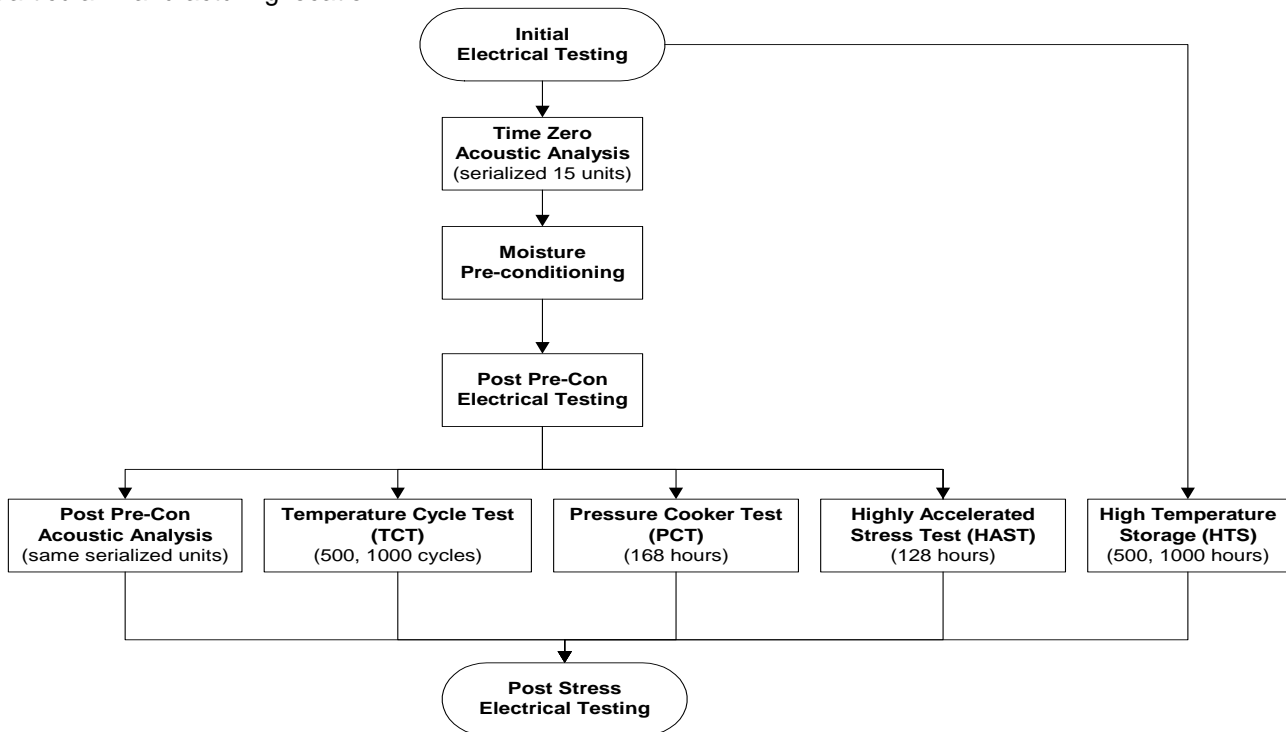 Initial
Electrical Testing
Time Zero
Acoustic Analysis
(serialized 15 units)
Moisture
Pre-conditioning
Post Pre-Con
Electrical Testing
Post Pre-Con
Acoustic Analysis
(same serialized units)
Temperature Cycle Test
(TCT)
(500, 1000 cycles)
Pressure Cooker Test
(PCT)
(168 hours)
Highly Accelerated
Stress Test (HAST)
(128 hours)
High Temperature
Storage (HTS)
(500, 1000 hours)
Post Stress
Electrical Testing